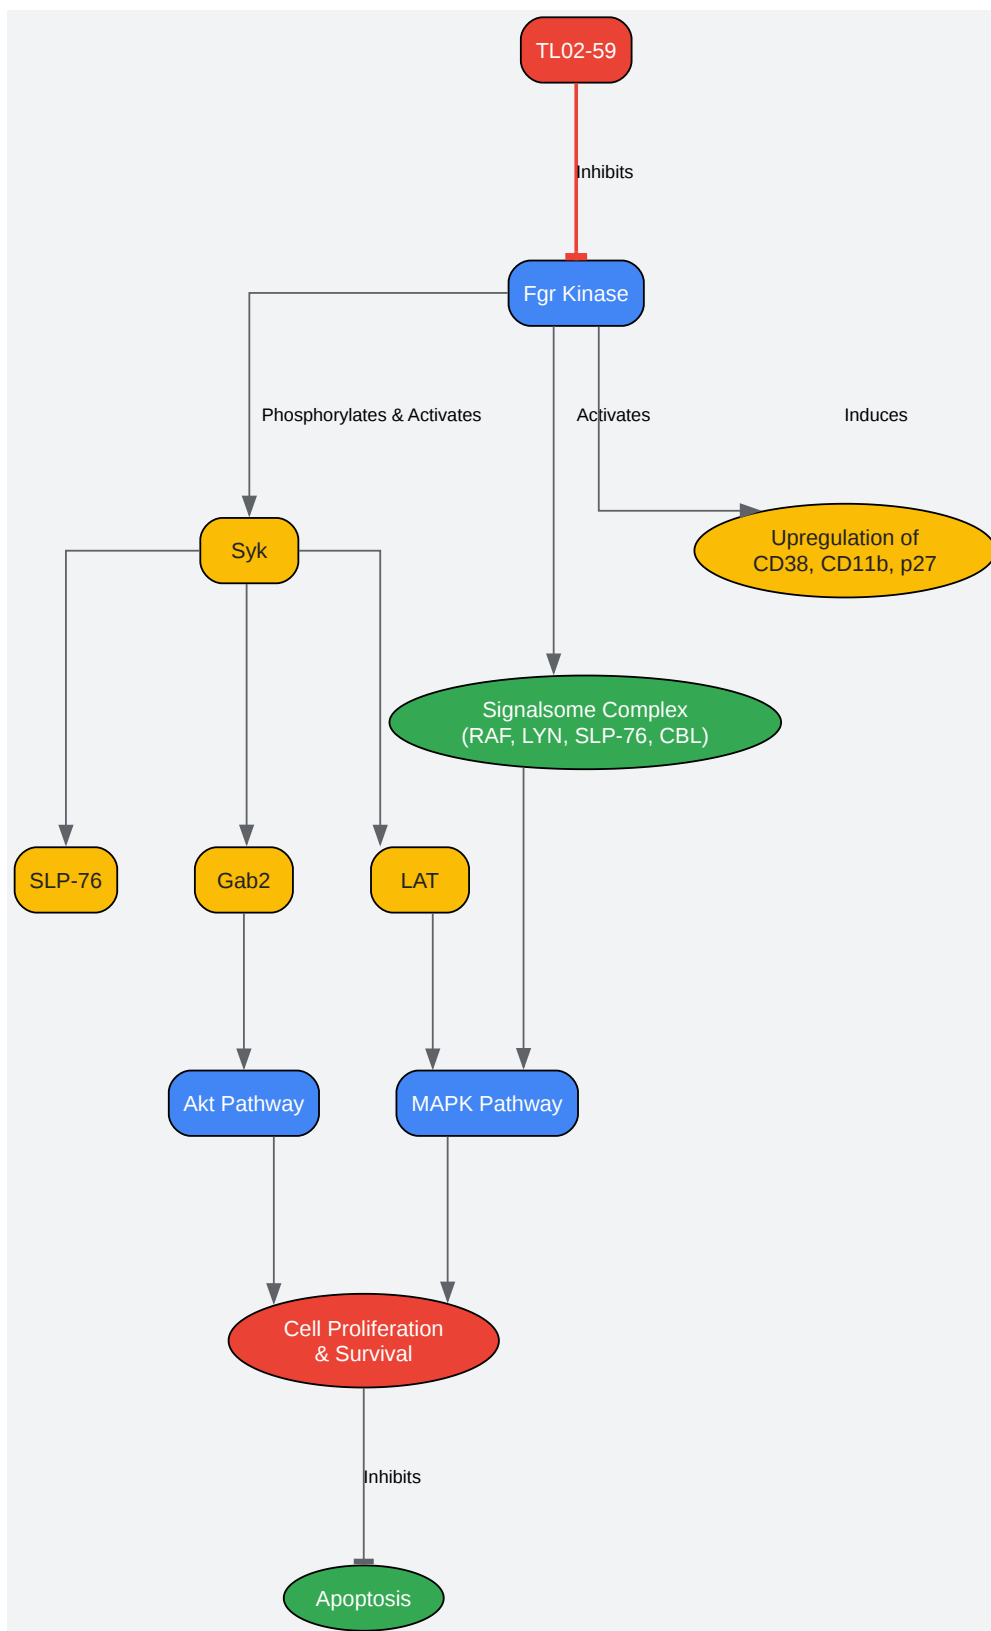 TL02-59
Inhibits
Fgr Kinase
Phosphorylates & Activates
Activates
Induces
Syk
Upregulation of
CD38, CD11b, p27
Signalsome Complex
(RAF, LYN, SLP-76, CBL)
SLP-76
Gab2
LAT
Akt Pathway
MAPK Pathway
Cell Proliferation
& Survival
Inhibits
Apoptosis